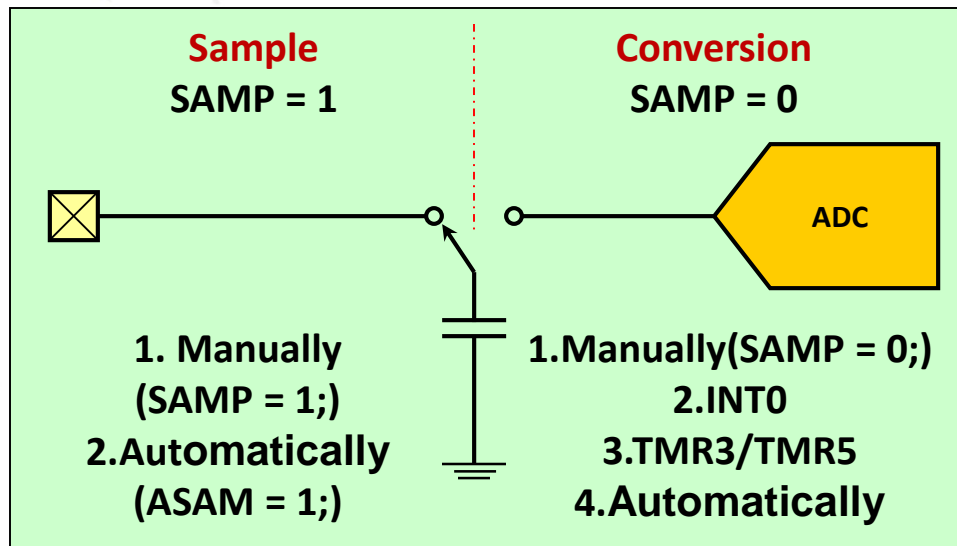 Sample
SAMP = 1
Conversion
SAMP = 0
ADC
1. Manually
(SAMP = 1;)
2.Automatically
(ASAM = 1;)
1.Manually(SAMP = 0;)
2.INT0
3.TMR3/TMR5
4.Automatically